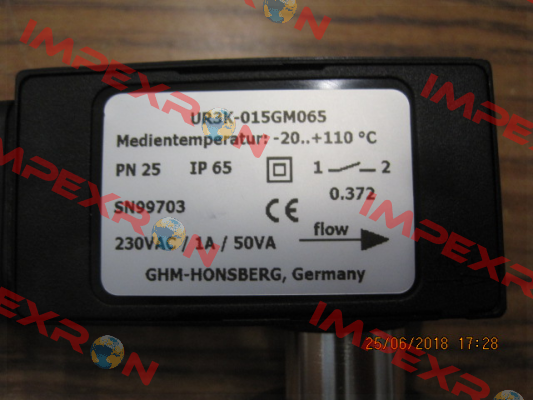 IMPEXRON
UR3K-015GM065
Medientemperatur: -20..+110 °C
PN 25 IP 65 1 2
0.372
SN99703 CE
flow
230VAC / 1A / 50VA
GHM-HONSBERG, Germany
IMPEXRON
IMPEXRON
IMPEXRON
25/06/2018 17:28